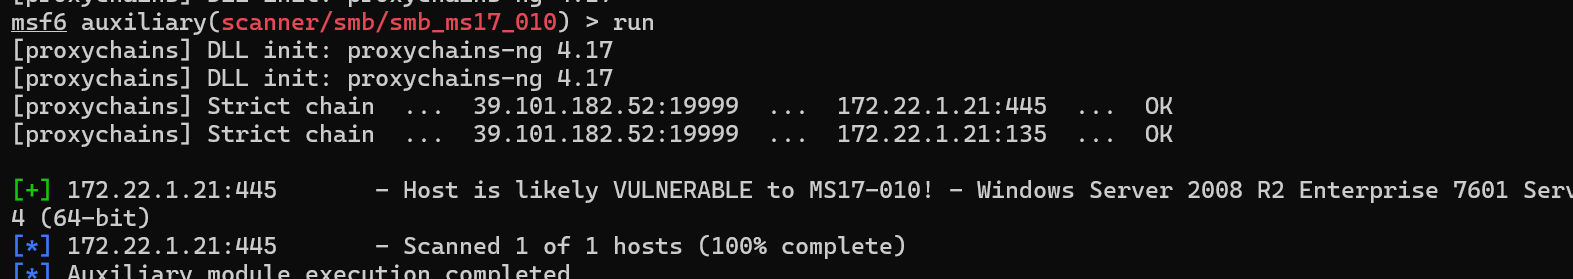 msf6 auxiliary(scanner/smb/smb_ms17_010) > run
[proxychains] DLL init: proxychains-ng 4.17
[proxychains] DLL init: proxychains-ng 4.17
[proxychains] Strict chain  ...  39.101.182.52:19999  ...  172.22.1.21:445  ...  OK
[proxychains] Strict chain  ...  39.101.182.52:19999  ...  172.22.1.21:135  ...  OK
[+] 172.22.1.21:445       - Host is likely VULNERABLE to MS17-010! - Windows Server 2008 R2 Enterprise 7601 Serv
4 (64-bit)
[*] 172.22.1.21:445       - Scanned 1 of 1 hosts (100% complete)
[*] Auxiliary module execution completed